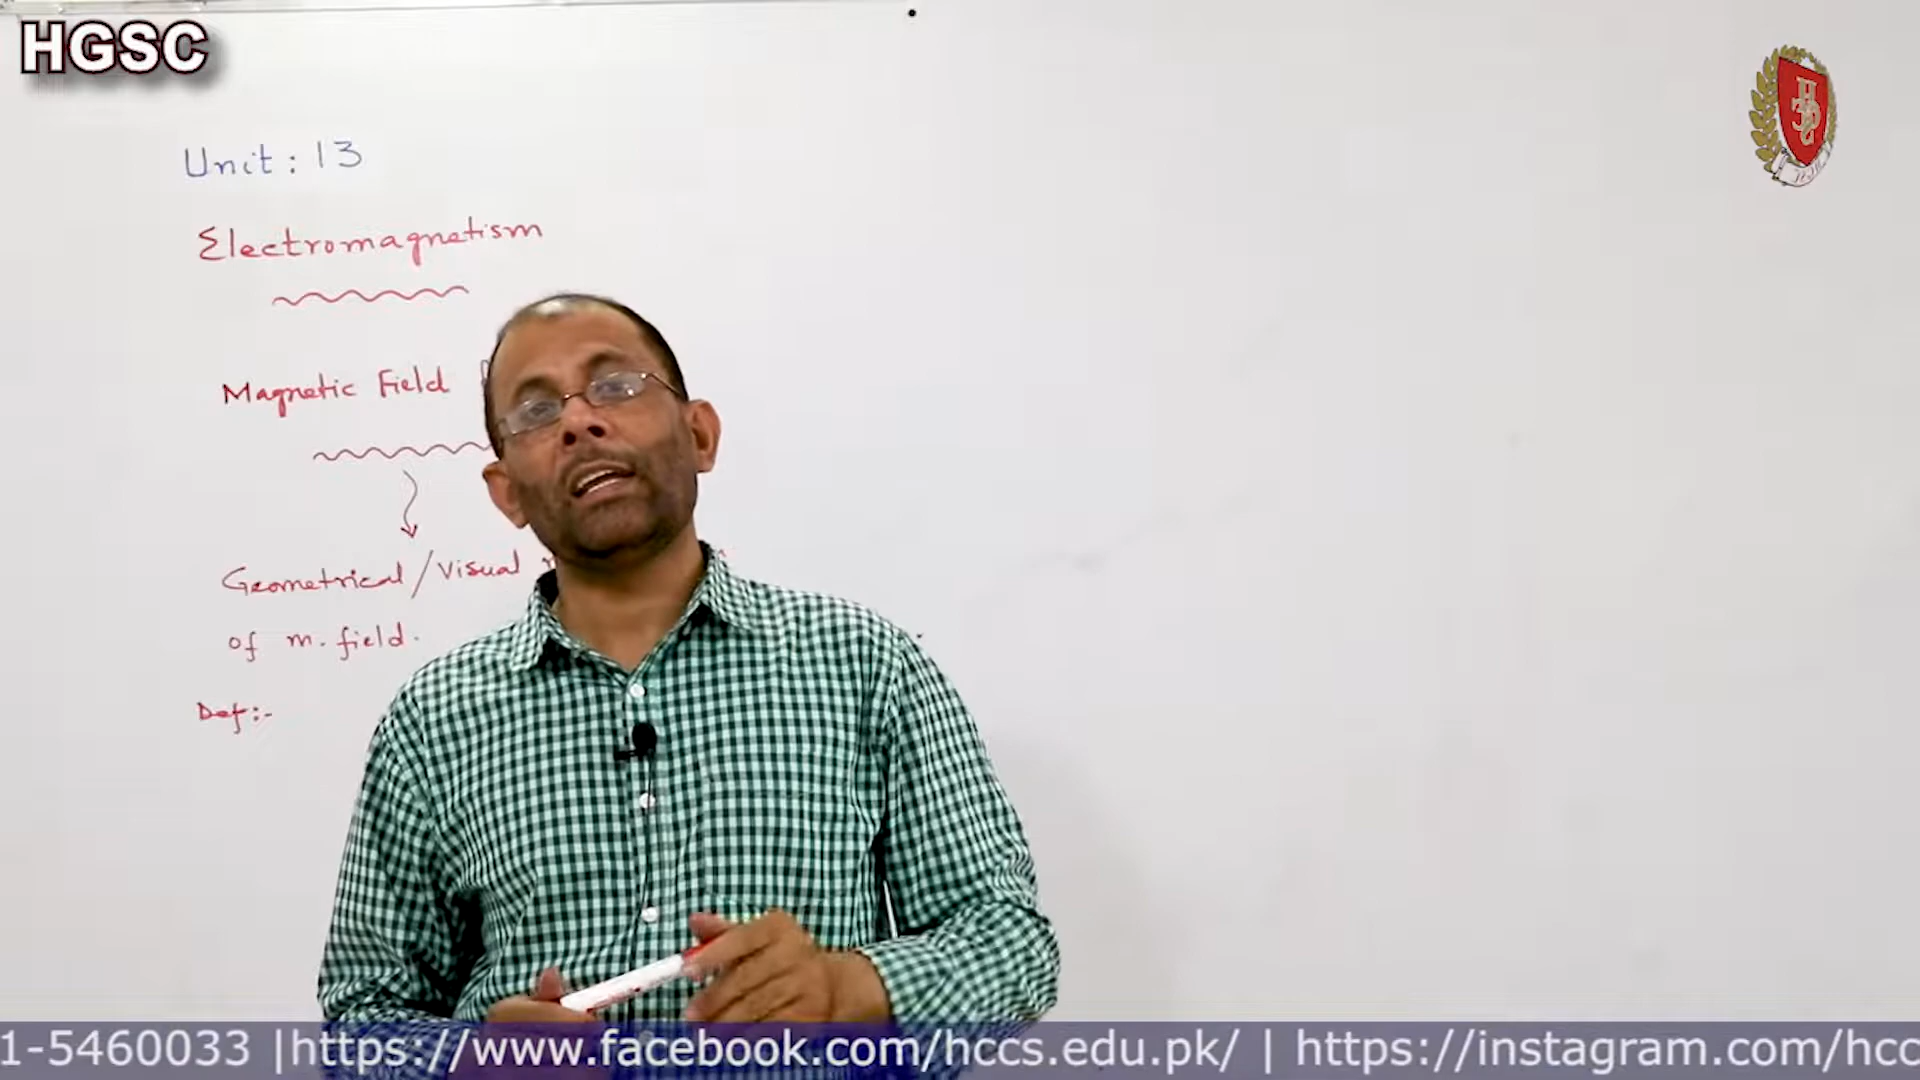 HGSC
Unit : 13
Electromagnetism
Magnetic Field
Geometrical / Visual
of m. field.
Def:-
1-5460033 |https://www.facebook.com/hccs.edu.pk/ | https://instagram.com/hcc